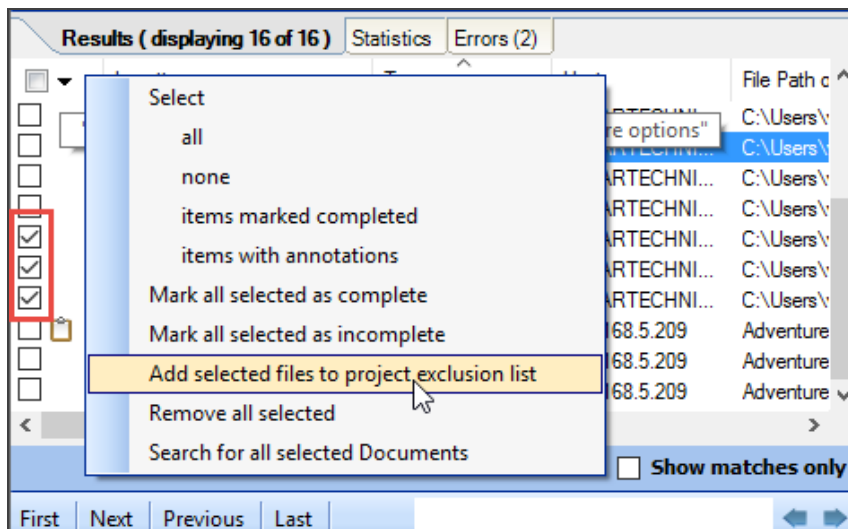 Results ( displaying 16 of 16 ) Statistics Errors (2)
File Path
Select
all
none
items marked completed
items with annotations
Mark all selected as complete
Mark all selected as incomplete
Add selected files to project exclusion list
Remove all selected
Search for all selected Documents
options"
C:\Users\
C:\Users\
ARTECHNI... C:\Users\
ARTECHNI... C:\Users\
ARTECHNI... C:\Users\
ARTECHNI... C:\Users\
ARTECHNI... C:\Users\
168.5.209 Adventure
168.5.209 Adventure
168.5.209 Adventure
Show matches only
First Next Previous Last